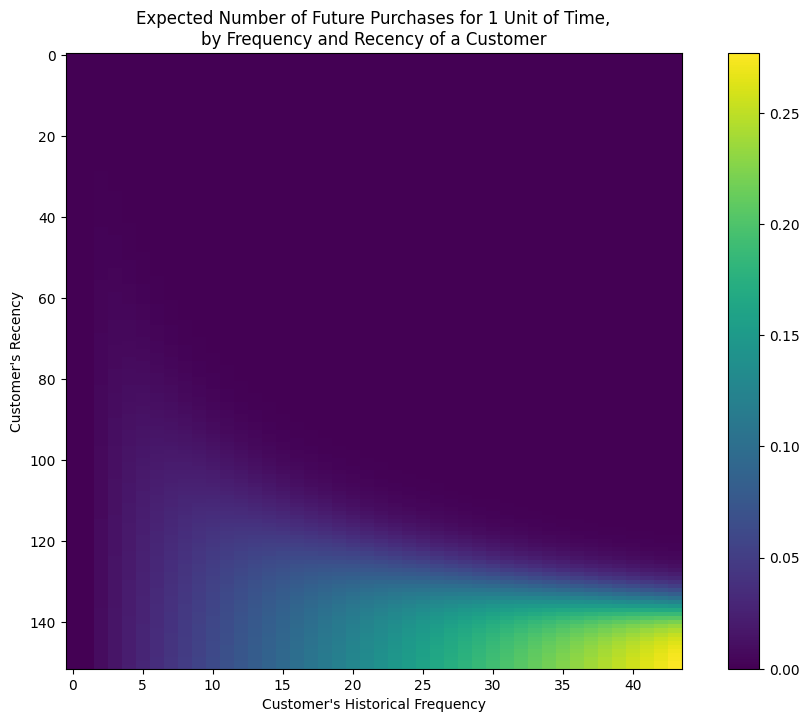 Expected Number of Future Purchases for 1 Unit of Time,
by Frequency and Recency of a Customer
0
20
40
60
80
100
120
140
Customer's Recency
0 5 10 15 20 25 30 35 40
Customer's Historical Frequency
0.25
0.20
0.15
0.10
0.05
0.00